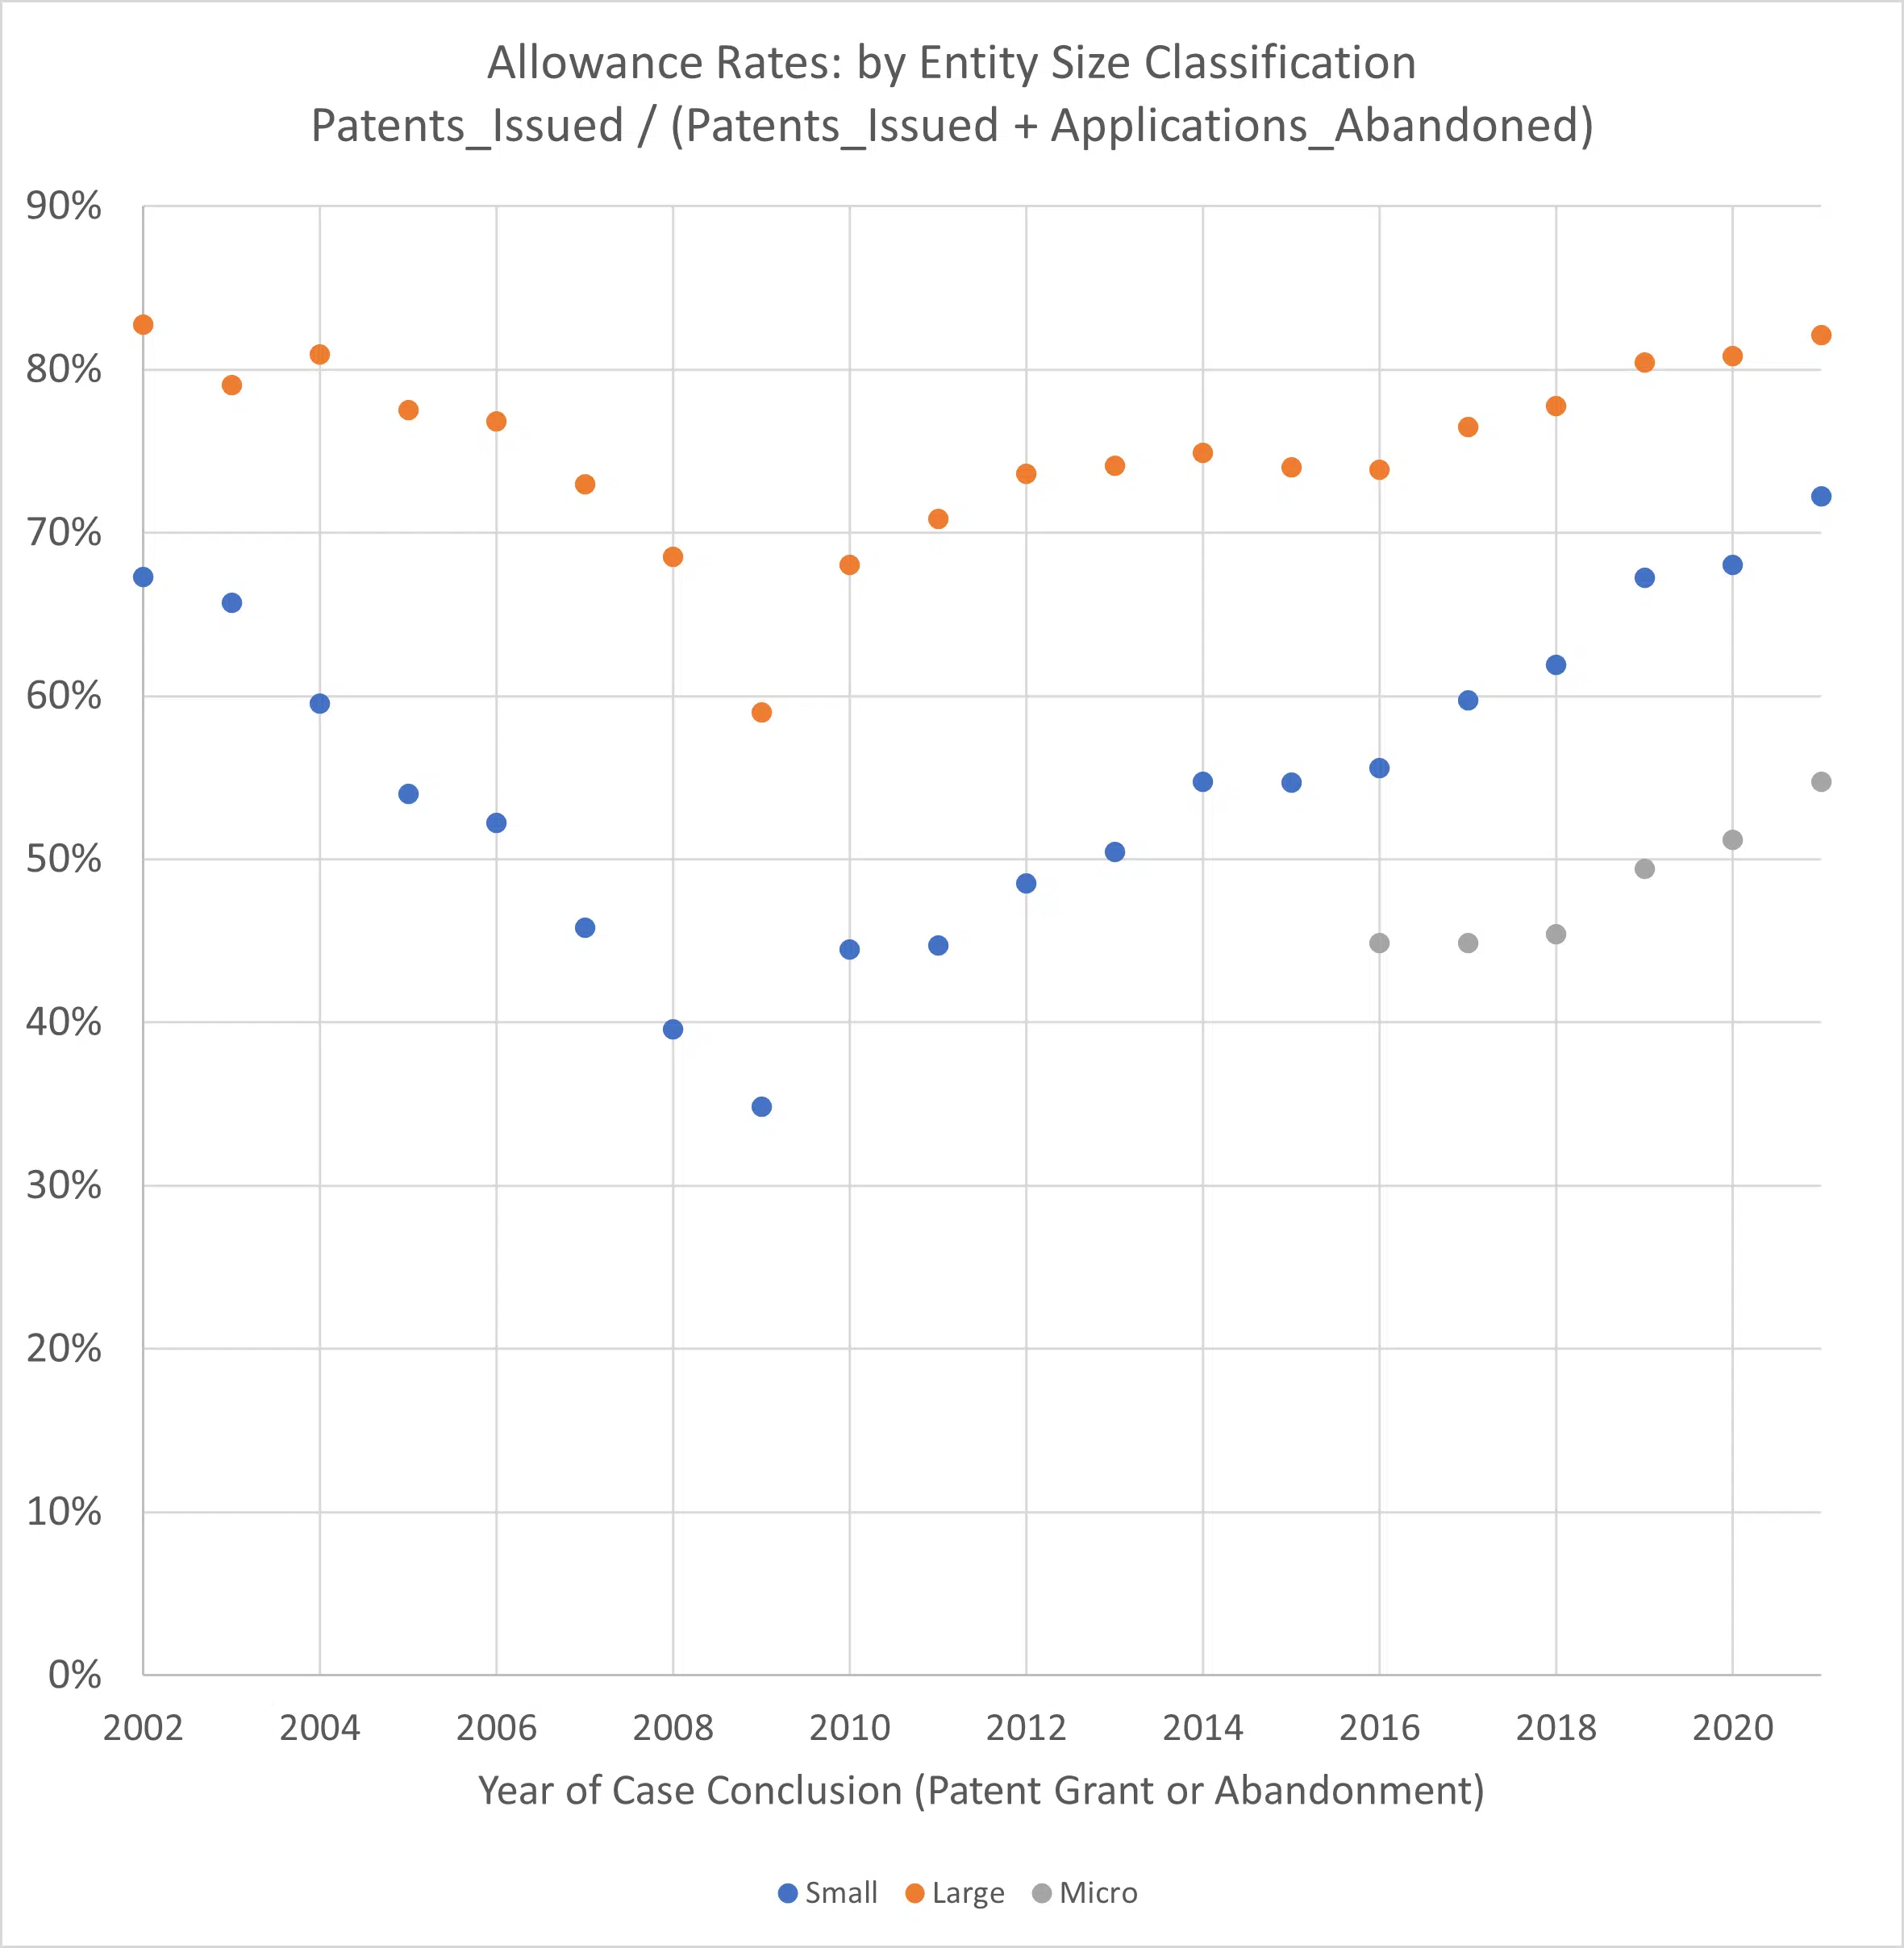 Allowance Rates: by Entity Size Classification
Patents_Issued / (Patents_Issued + Applications_Abandoned)
90%
80%
70%
60%
50%
40%
30%
20%
10%
0%
2002 2004 2006 2008 2010 2012 2014 2016 2018 2020
Year of Case Conclusion (Patent Grant or Abandonment)
Small Large Micro